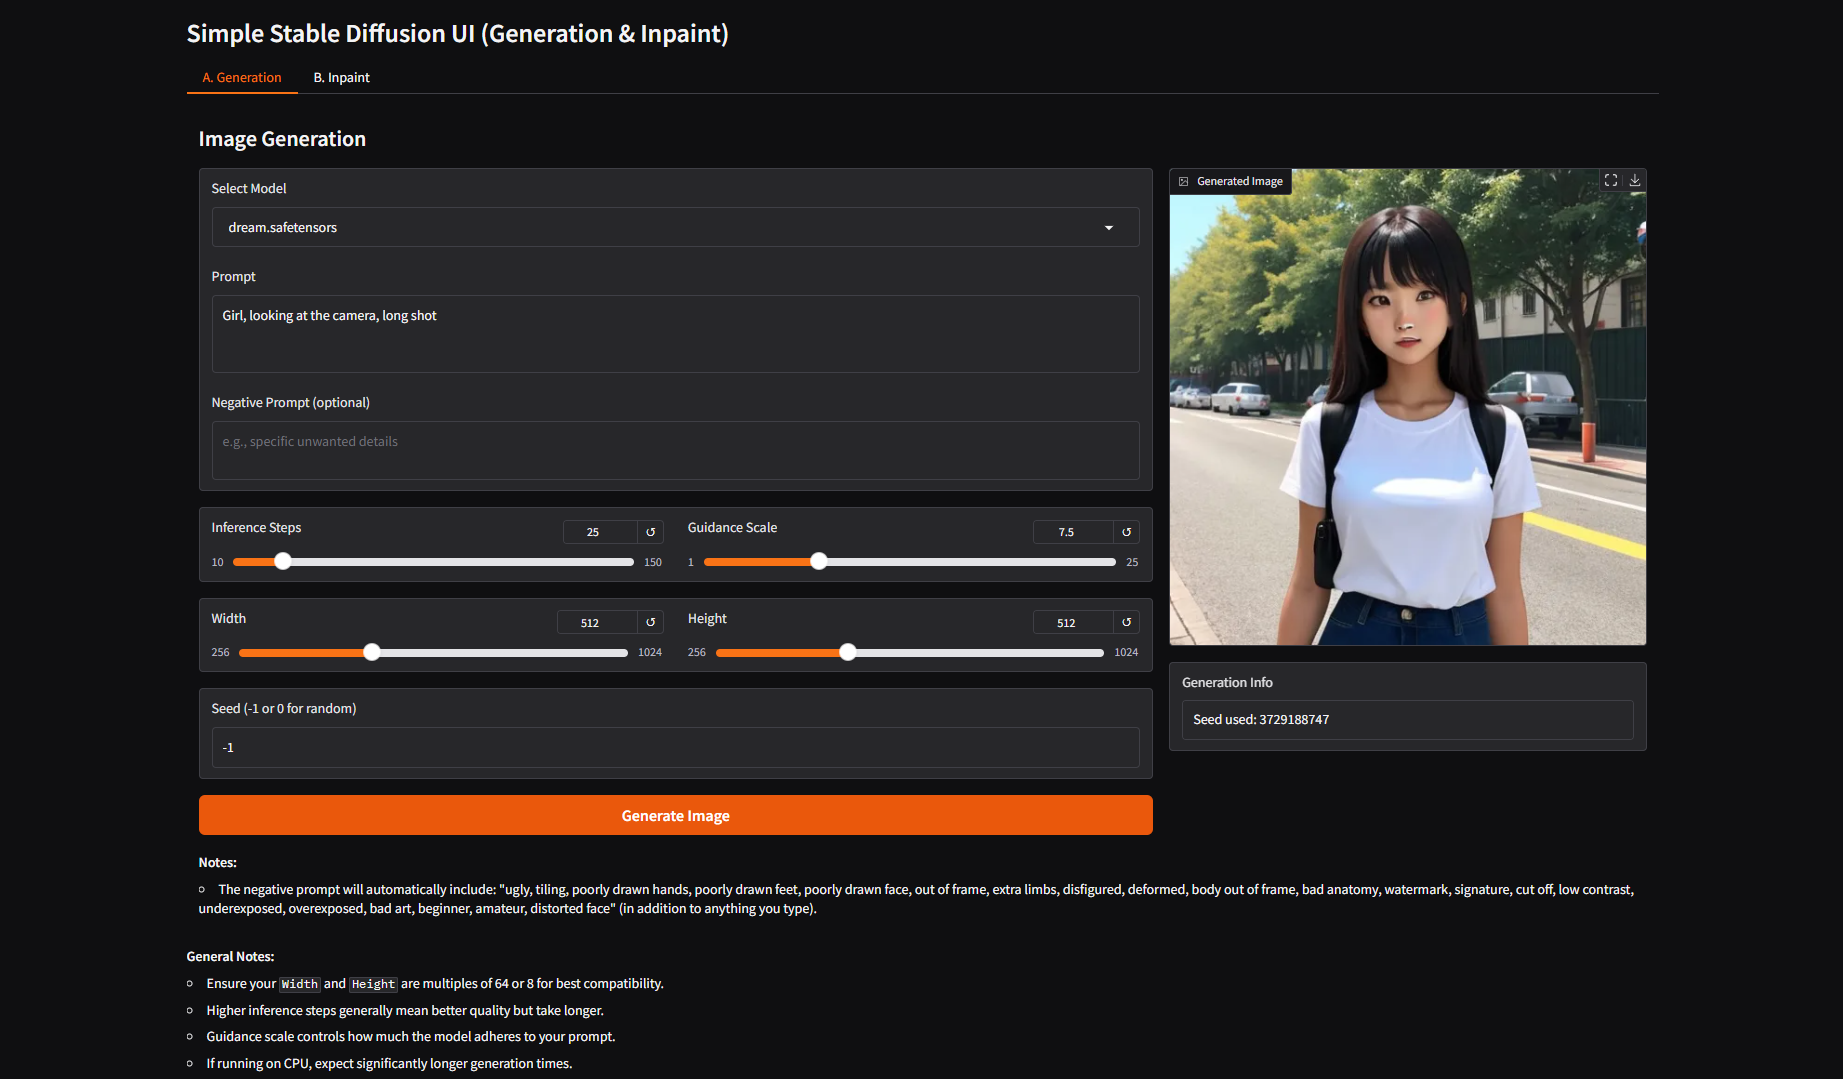 Simple Stable Diffusion UI (Generation & Inpaint)
A. Generation
B. Inpaint
Image Generation
Select Model
dream.safetensors
Prompt
Girl, looking at the camera, long shot
Negative Prompt (optional)
e.g., specific unwanted details
Inference Steps
25
↺
10
150
Guidance Scale
7.5
↺
1
25
Width
512
↺
256
1024
Height
512
↺
256
1024
Seed (-1 or 0 for random)
-1
Generate Image
Generated Image
Generation Info
Seed used: 3729188747
Notes:
The negative prompt will automatically include: "ugly, tiling, poorly drawn hands, poorly drawn feet, poorly drawn face, out of frame, extra limbs, disfigured, deformed, body out of frame, bad anatomy, watermark, signature, cut off, low contrast,
underexposed, overexposed, bad art, beginner, amateur, distorted face" (in addition to anything you type).
General Notes:
Ensure your Width and Height are multiples of 64 or 8 for best compatibility.
Higher inference steps generally mean better quality but take longer.
Guidance scale controls how much the model adheres to your prompt.
If running on CPU, expect significantly longer generation times.